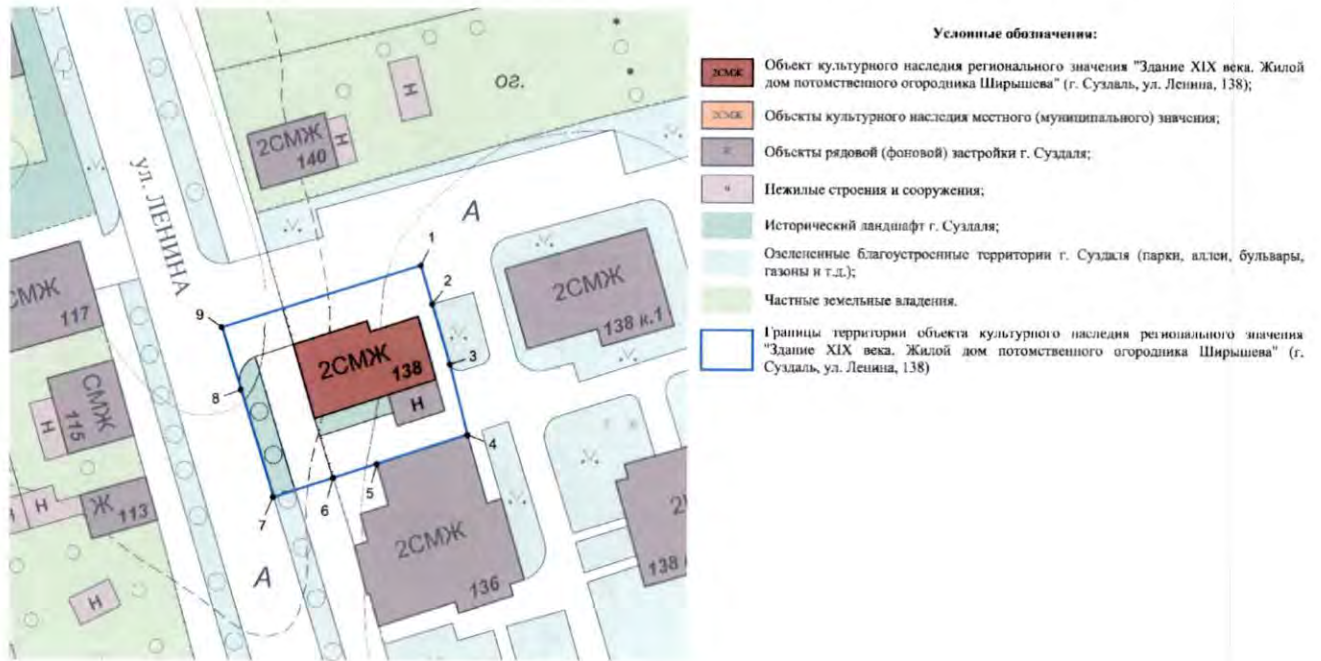 ог.
Н
2СМЖ
140
Н
ул. ЛЕНИНА
А
1
2
2СМЖ
138 к.1
СМЖ
117
9
3
2СМЖ
138
8
Н
СМЖ
115
Н
4
5
6
7
Н
Ж 113
2СМЖ
136
138
А
Н
Условные обозначения:
2СМЖ
Объект культурного наследия регионального значения "Здание XIX века. Жилой
дом потомственного огородника Ширышева" (г. Суздаль, ул. Ленина, 138);
2СМЖ
Объекты культурного наследия местного (муниципального) значения;
Объекты рядовой (фоновой) застройки г. Суздаля;
Нежилые строения и сооружения;
Исторический ландшафт г. Суздаля;
Озелененные благоустроенные территории г. Суздаля (парки, аллеи, бульвары,
газоны и т.д.);
Частные земельные владения.
Границы территории объекта культурного наследия регионального значения
"Здание XIX века. Жилой дом потомственного огородника Ширышева" (г.
Суздаль, ул. Ленина, 138)